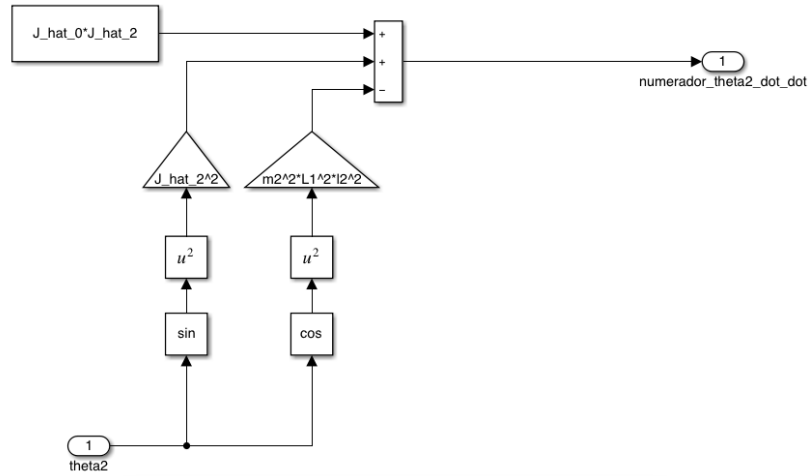 J_hat_0*J_hat_2
+
+
−
1
numerador_theta2_dot_dot
J_hat_2^2
m2^2*L1^2*l2^2
u²
u²
sin
cos
1
theta2